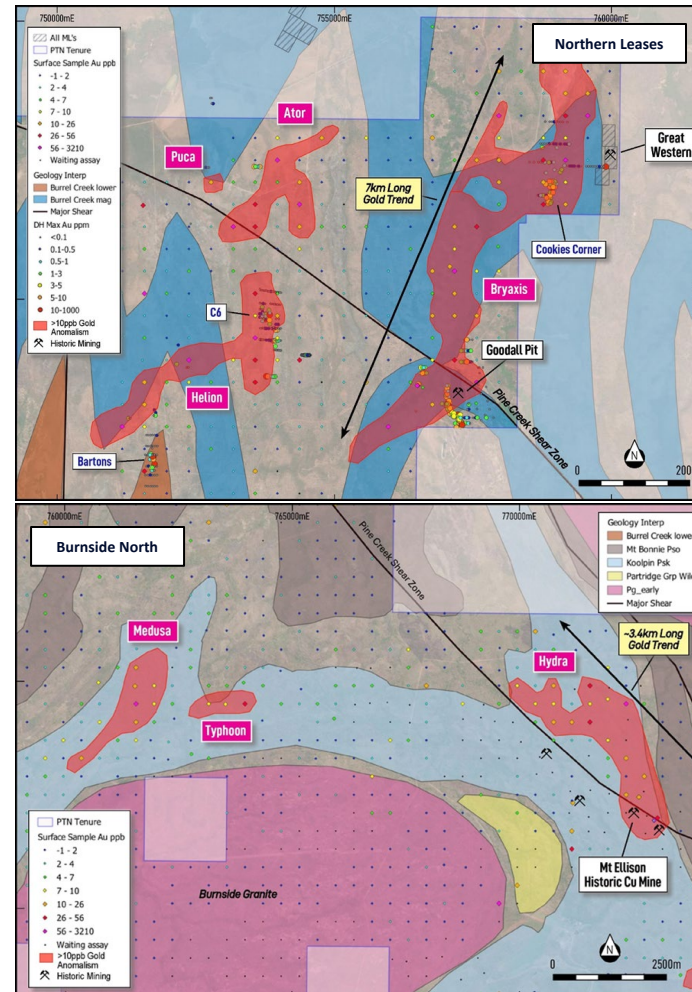 750000mE
755000mE
760000mE
Northern Leases
All ML's
PTN Tenure
Surface Sample Au ppb
-1 - 2
2 - 4
4 - 7
7 - 10
10 - 26
26 - 56
56 - 3210
Waiting assay
Geology Interp
Burrel Creek lower
Burrel Creek mag
Major Shear
DH Max Au ppm
<0.1
0.1-0.5
0.5-1
1-3
3-5
5-10
10-1000
>10ppb Gold
Anomalism
Historic Mining
Ator
Puca
7km Long
Gold Trend
Great
Western
Cookies Corner
Bryaxis
C6
Goodall Pit
Helion
Bartons
Pine Creek Shear Zone
N
0
200
760000mE
765000mE
770000mE
Burnside North
Pine Creek Shear Zone
Geology Interp
Burrel Creek lowe
Mt Bonnie Pso
Koolpin Psk
Partridge Grp Wild
Pg_early
Major Shear
~3.4km Long
Gold Trend
Medusa
Hydra
Typhoon
PTN Tenure
Surface Sample Au ppb
-1 - 2
2 - 4
4 - 7
7 - 10
10 - 26
26 - 56
56 - 3210
Waiting assay
>10ppb Gold
Anomalism
Historic Mining
Burnside Granite
Mt Ellison
Historic Cu Mine
N
0
2500m